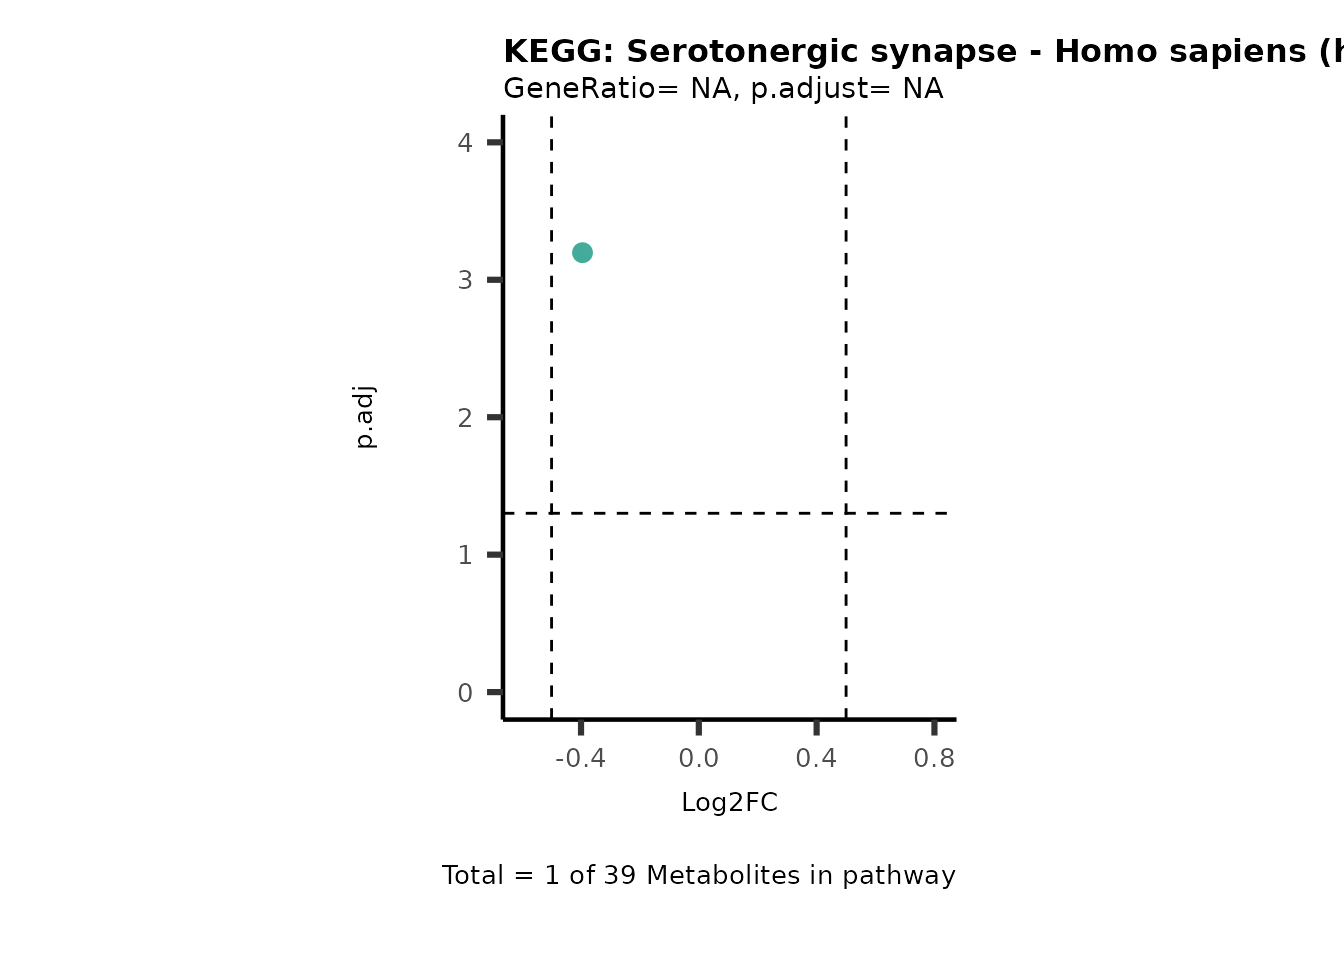 KEGG: Serotonergic synapse - Homo sapiens (h
GeneRatio= NA, p.adjust= NA
4
3
2
1
0
p.adj
-0.4 0.0 0.4 0.8
Log2FC
Total = 1 of 39 Metabolites in pathway